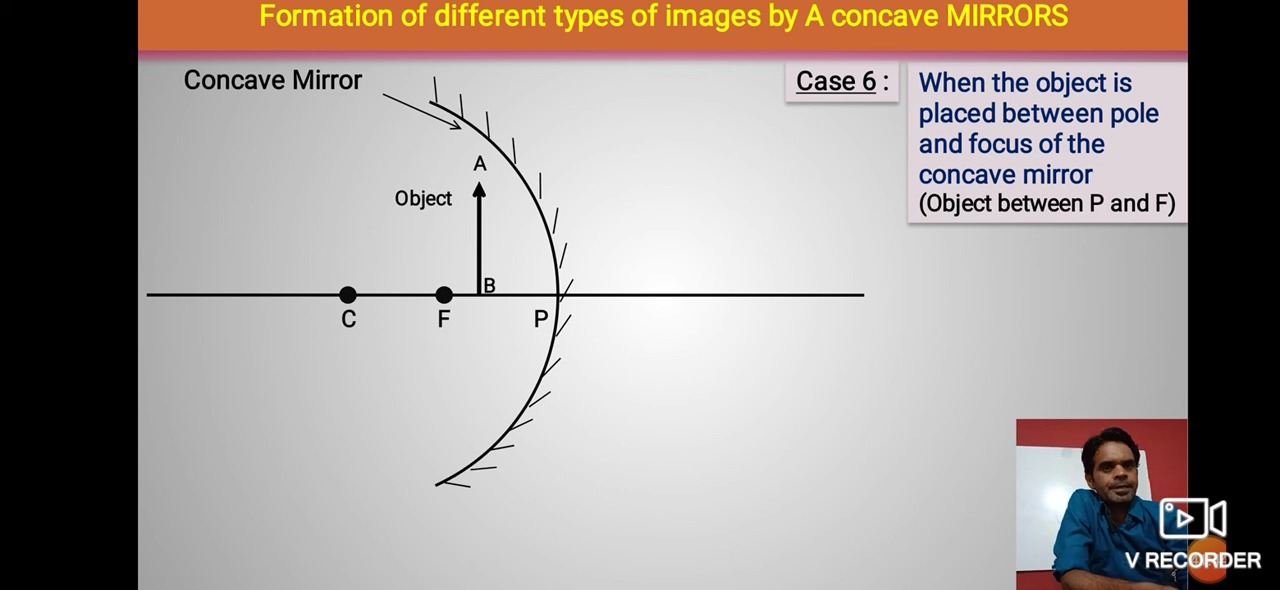 Formation of different types of images by A concave MIRRORS
Concave Mirror
Case 6 :
When the object is
placed between pole
and focus of the
concave mirror
(Object between P and F)
A
Object
B
C
F
P
V RECORDER